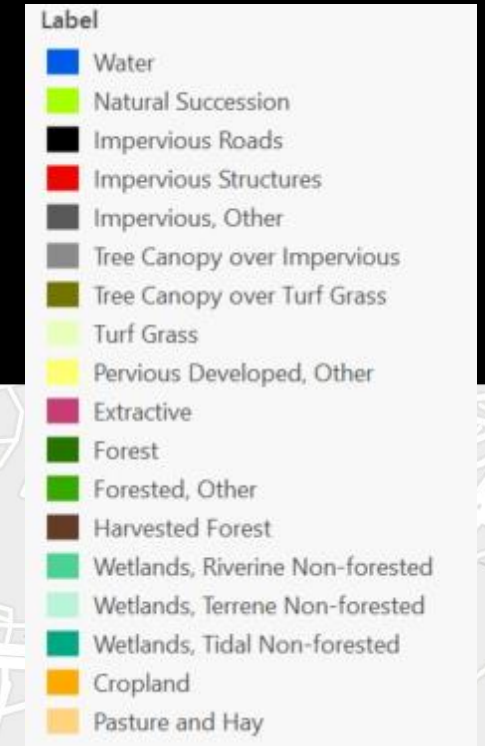 Label
Water
Natural Succession
Impervious Roads
Impervious Structures
Impervious, Other
Tree Canopy over Impervious
Tree Canopy over Turf Grass
Turf Grass
Pervious Developed, Other
Extractive
Forest
Forested, Other
Harvested Forest
Wetlands, Riverine Non-forested
Wetlands, Terrene Non-forested
Wetlands, Tidal Non-forested
Cropland
Pasture and Hay